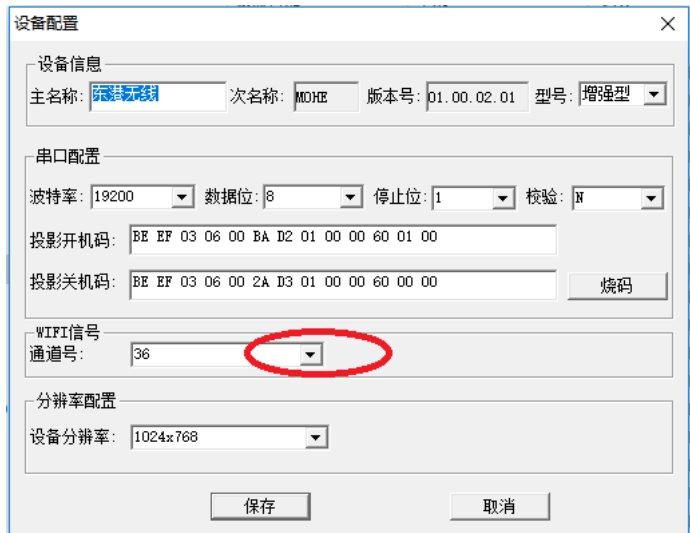 设备配置
设备信息
主名称: 东港无线 次名称: MOHE 版本号: 01.00.02.01 型号: 增强型
串口配置
波特率: 19200 数据位: 8 停止位: 1 校验: N
投影开机码: BE EF 03 06 00 BA D2 01 00 00 60 01 00
投影关机码: BE EF 03 06 00 2A D3 01 00 00 60 00 00 烧码
WIFI信号
通道号: 36
分辨率配置
设备分辨率: 1024x768
保存 取消